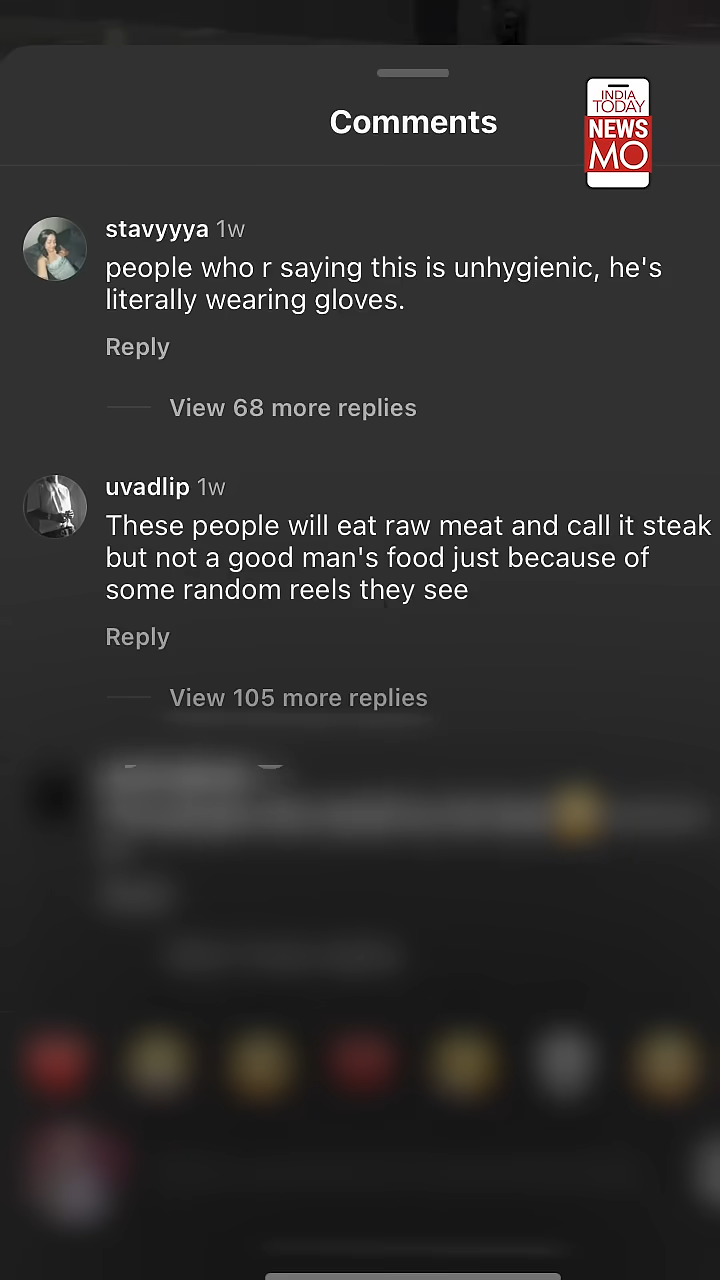 Comments
INDIA
TODAY
NEWS
MO
stavyyya 1w
people who r saying this is unhygienic, he's
literally wearing gloves.
Reply
View 68 more replies
uvadlip 1w
These people will eat raw meat and call it steak
but not a good man's food just because of
some random reels they see
Reply
View 105 more replies